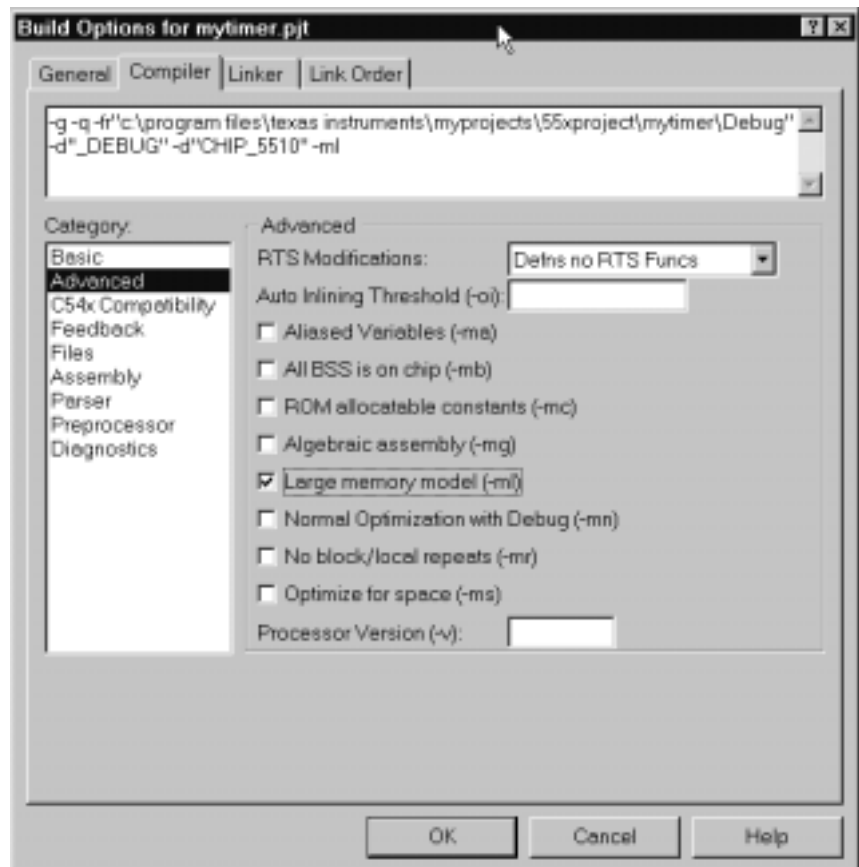 Build Options for mytimer.pjt
General Compiler Linker Link Order
-g -q -fr"c:\program files\texas instruments\myprojects\55xproject\mytimer\Debug"
-d"_DEBUG" -d"CHIP_5510" -ml
Category:
Basic
Advanced
C54x Compatibility
Feedback
Files
Assembly
Parser
Preprocessor
Diagnostics
Advanced
RTS Modifications: Defns no RTS Funcs
Auto Inlining Threshold (-oi):
Aliased Variables (-ma)
All BSS is on chip (-mb)
ROM allocatable constants (-mc)
Algebraic assembly (-mg)
Large memory model (-ml)
Normal Optimization with Debug (-mn)
No block/local repeats (-mr)
Optimize for space (-ms)
Processor Version (-v):
OK Cancel Help